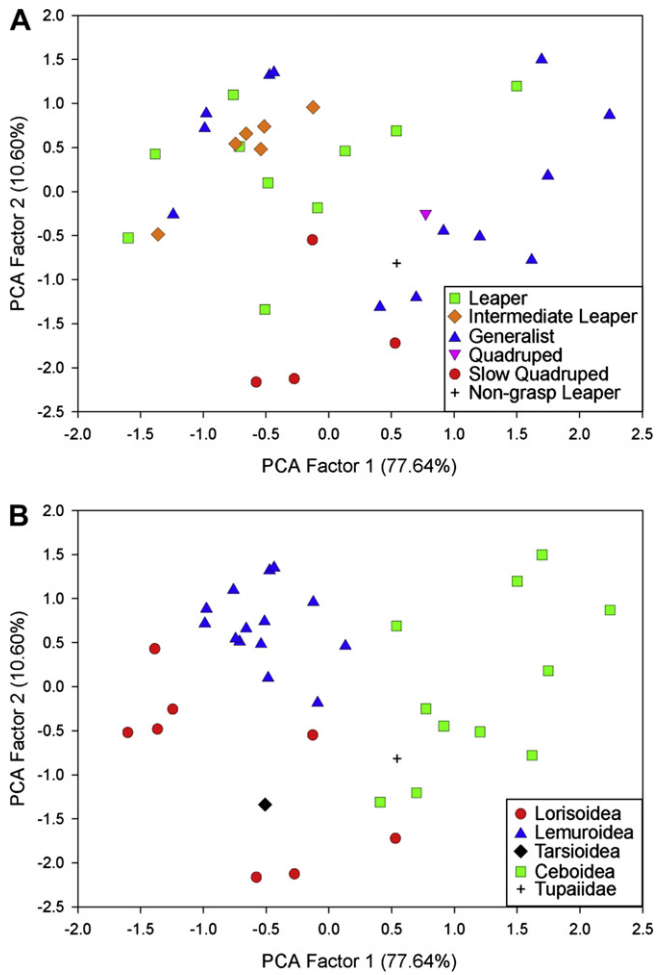 A
PCA Factor 2 (10.60%)
2.0
1.5
1.0
0.5
0.0
-0.5
-1.0
-1.5
-2.0
-2.5
Leaper
Intermediate Leaper
Generalist
Quadruped
Slow Quadruped
Non-grasp Leaper
-2.0 -1.5 -1.0 -0.5 0.0 0.5 1.0 1.5 2.0 2.5
PCA Factor 1 (77.64%)
B
PCA Factor 2 (10.60%)
2.0
1.5
1.0
0.5
0.0
-0.5
-1.0
-1.5
-2.0
-2.5
Lorisoidea
Lemuroidea
Tarsioidea
Ceboidea
Tupaiidae
-2.0 -1.5 -1.0 -0.5 0.0 0.5 1.0 1.5 2.0 2.5
PCA Factor 1 (77.64%)